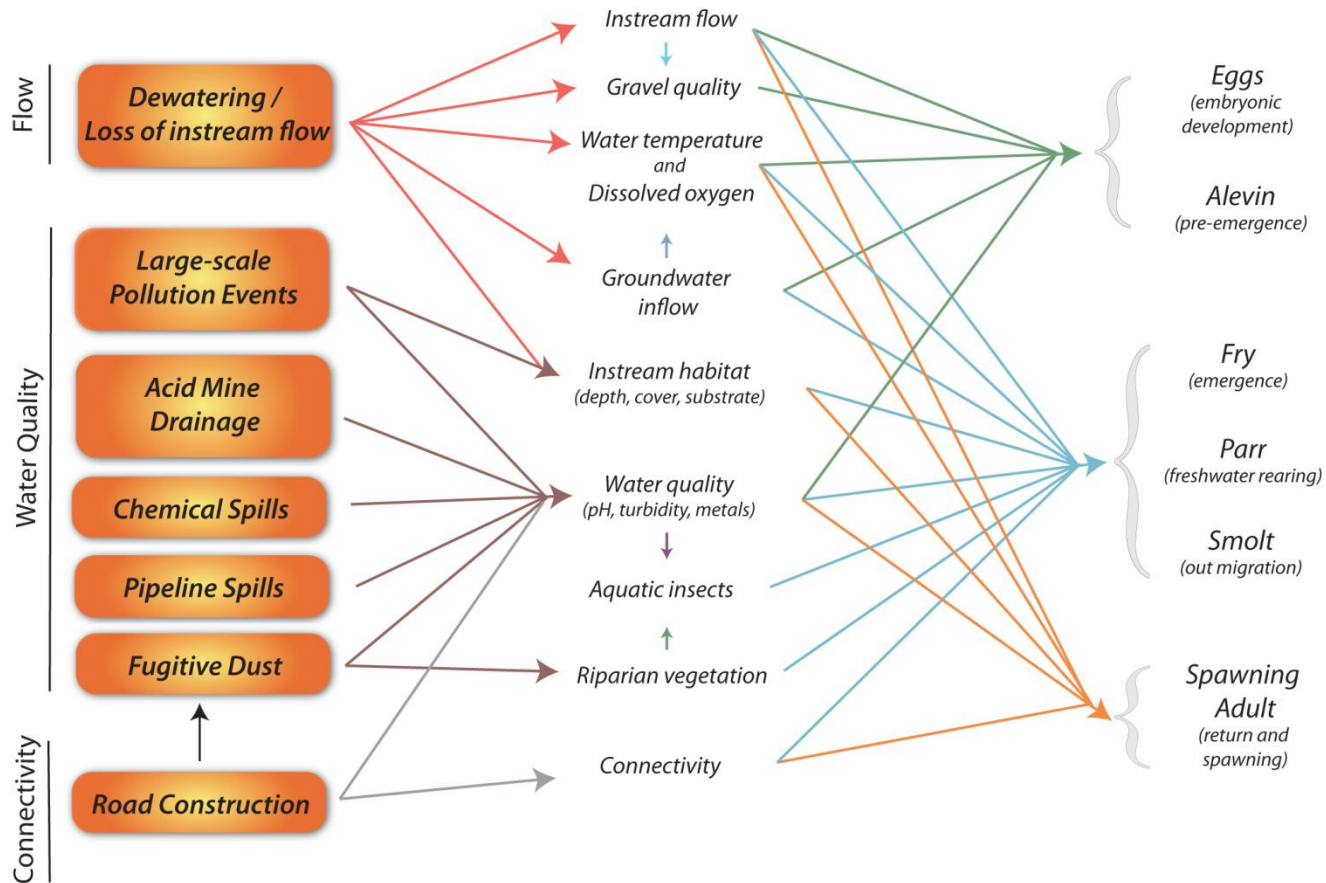 Flow
Dewatering /
Loss of instream flow
Water Quality
Large-scale
Pollution Events
Acid Mine
Drainage
Chemical Spills
Pipeline Spills
Fugitive Dust
Connectivity
Road Construction
Instream flow
Gravel quality
Water temperature
and
Dissolved oxygen
Groundwater
inflow
Instream habitat
(depth, cover, substrate)
Water quality
(pH, turbidity, metals)
Aquatic insects
Riparian vegetation
Connectivity
Eggs
(embryonic
development)
Alevin
(pre-emergence)
Fry
(emergence)
Parr
(freshwater rearing)
Smolt
(out migration)
Spawning
Adult
(return and
spawning)